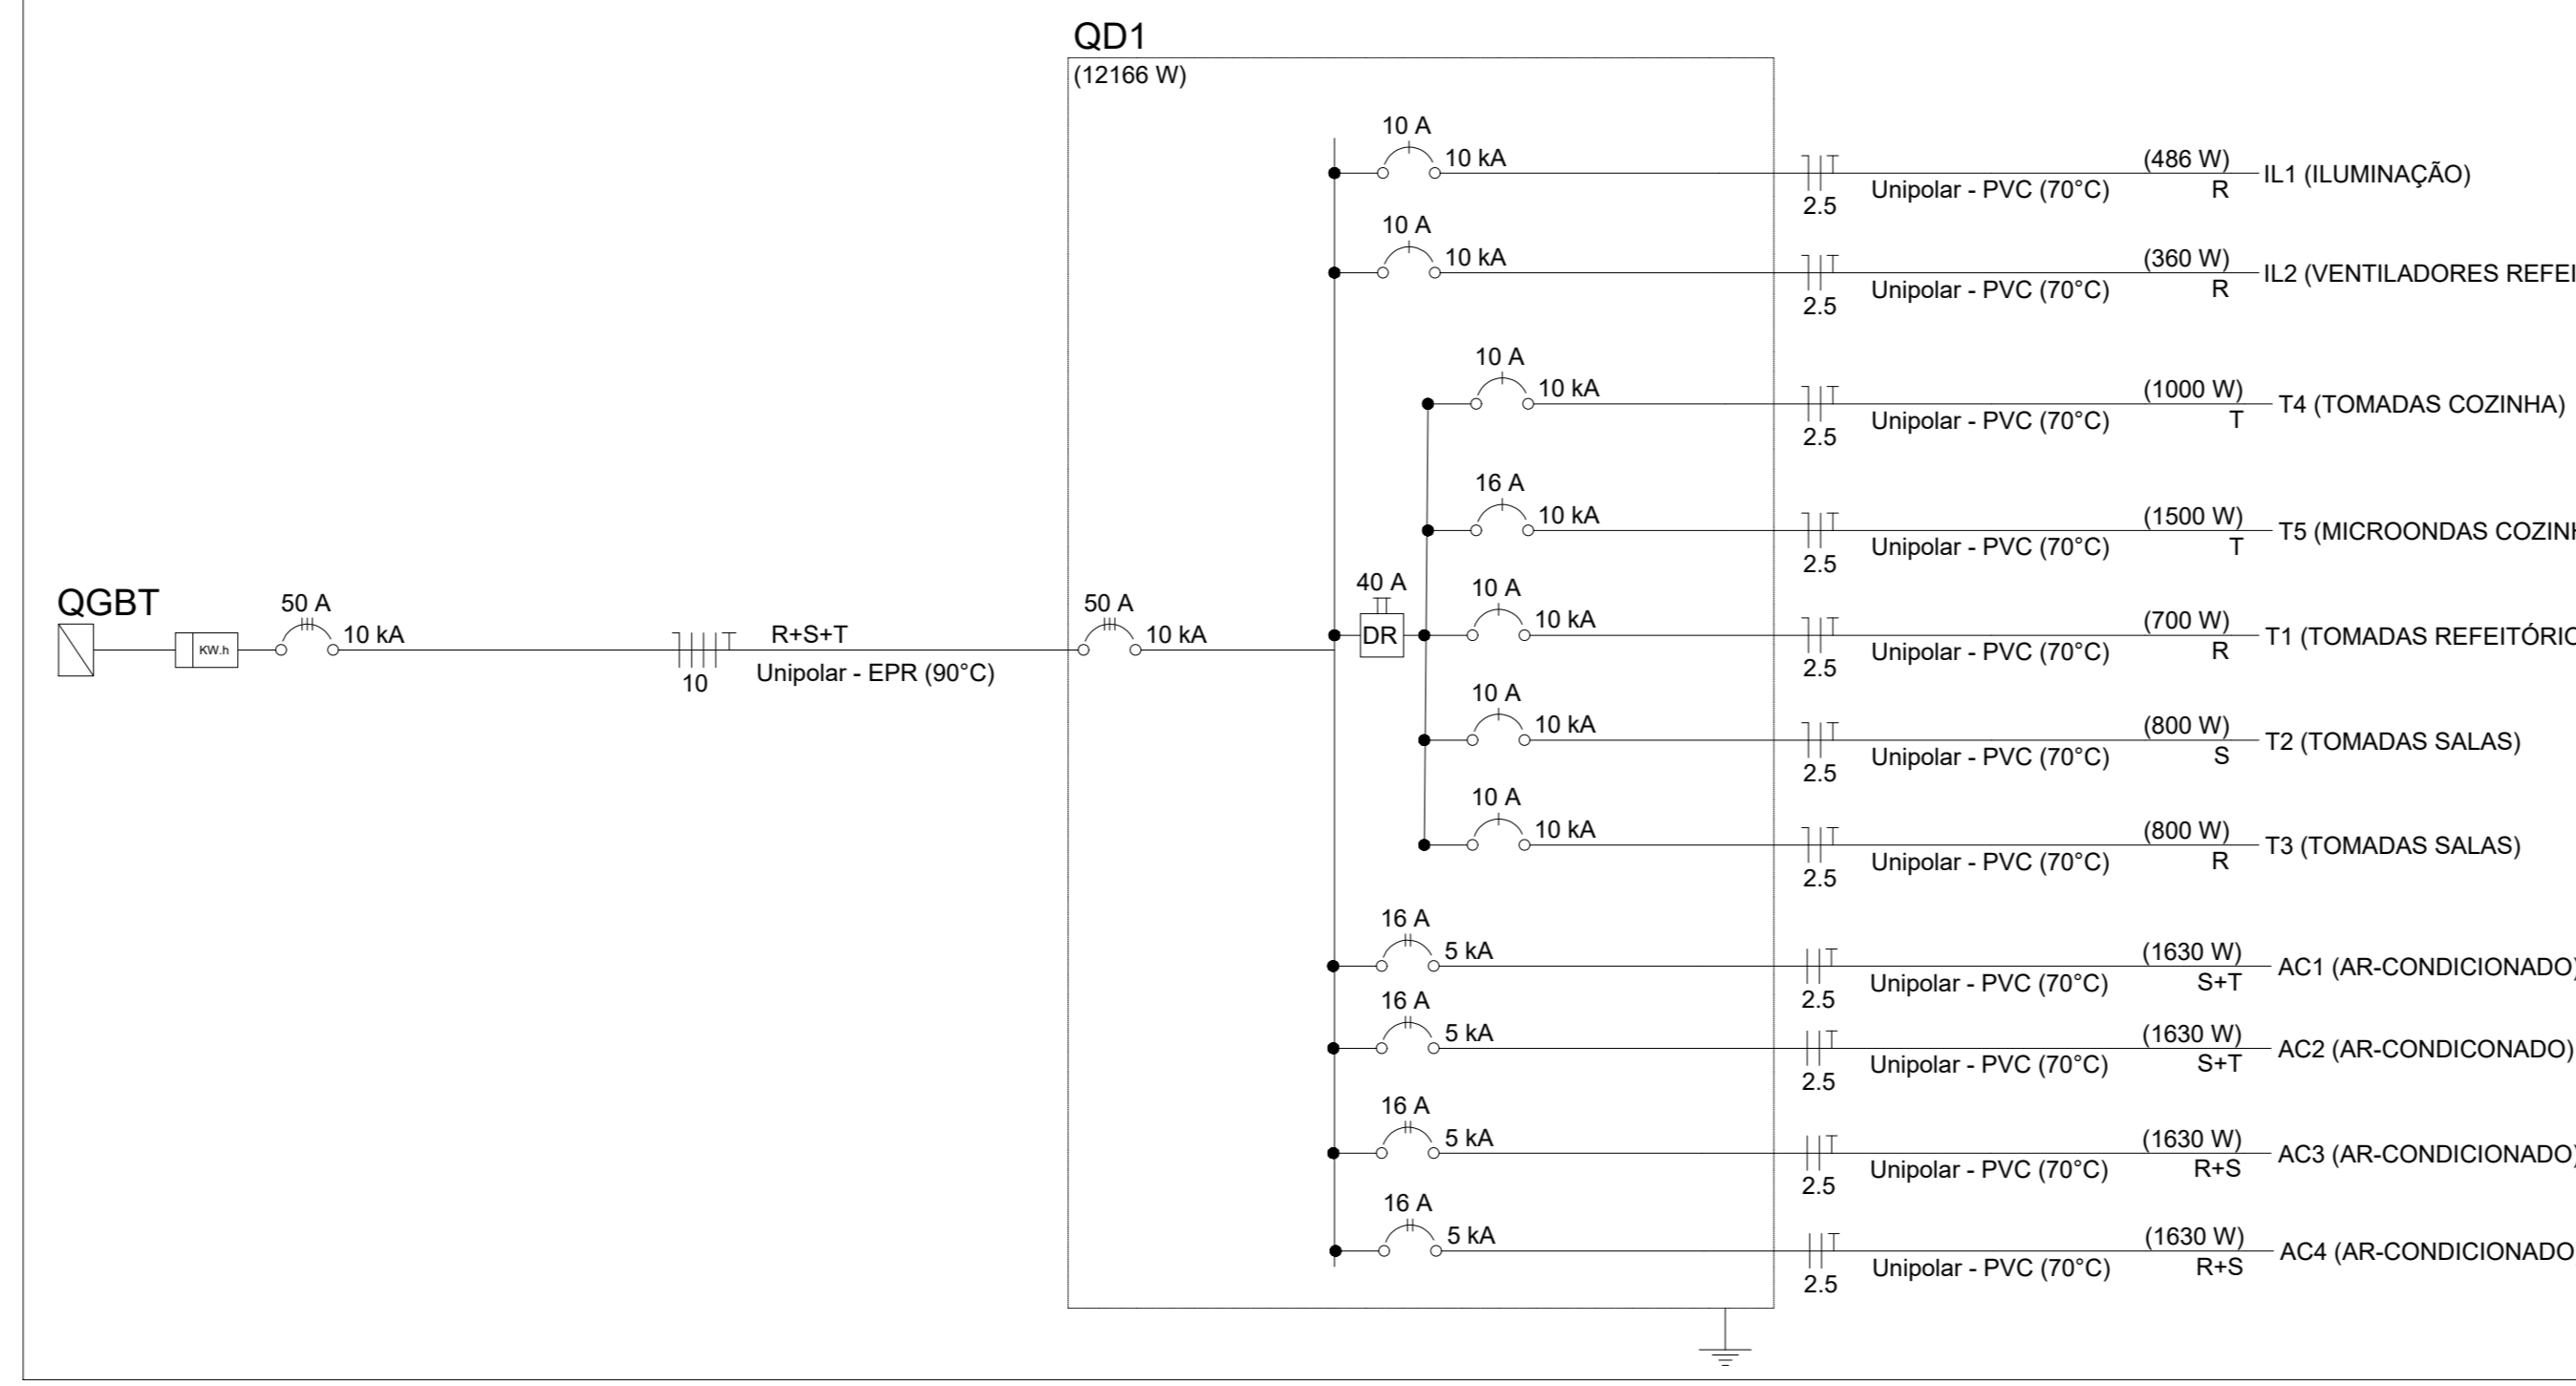 QD1
(12166 W)
10 A
10 kA
2.5
Unipolar - PVC (70°C)
(486 W)
R
IL1 (ILUMINAÇÃO)
10 A
10 kA
2.5
Unipolar - PVC (70°C)
(360 W)
R
IL2 (VENTILADORES REFEI
10 A
10 kA
2.5
Unipolar - PVC (70°C)
(1000 W)
T
T4 (TOMADAS COZINHA)
16 A
10 kA
2.5
Unipolar - PVC (70°C)
(1500 W)
T
T5 (MICROONDAS COZIN
QGBT
KW.h
50 A
10 kA
10
R+S+T
Unipolar - EPR (90°C)
50 A
10 kA
40 A
DR
10 A
10 kA
2.5
Unipolar - PVC (70°C)
(700 W)
R
T1 (TOMADAS REFEITÓRIO
10 A
10 kA
2.5
Unipolar - PVC (70°C)
(800 W)
S
T2 (TOMADAS SALAS)
10 A
10 kA
2.5
Unipolar - PVC (70°C)
(800 W)
R
T3 (TOMADAS SALAS)
16 A
5 kA
2.5
Unipolar - PVC (70°C)
(1630 W)
S+T
AC1 (AR-CONDICIONADO)
16 A
5 kA
2.5
Unipolar - PVC (70°C)
(1630 W)
S+T
AC2 (AR-CONDICONADO)
16 A
5 kA
2.5
Unipolar - PVC (70°C)
(1630 W)
R+S
AC3 (AR-CONDICIONADO)
16 A
5 kA
2.5
Unipolar - PVC (70°C)
(1630 W)
R+S
AC4 (AR-CONDICIONADO